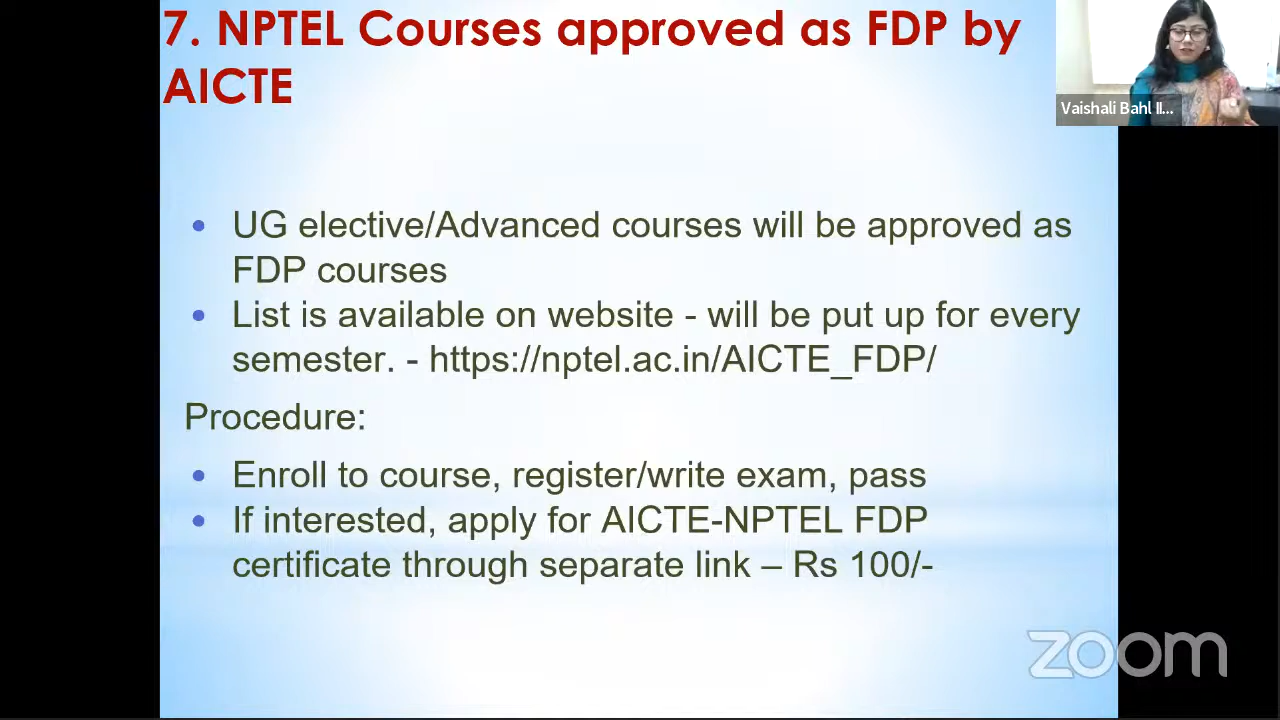 7. NPTEL Courses approved as FDP by
AICTE
Vaishali Bahl II...
• UG elective/Advanced courses will be approved as
FDP courses
• List is available on website - will be put up for every
semester. - https://nptel.ac.in/AICTE_FDP/
Procedure:
• Enroll to course, register/write exam, pass
• If interested, apply for AICTE-NPTEL FDP
certificate through separate link – Rs 100/-
zoom